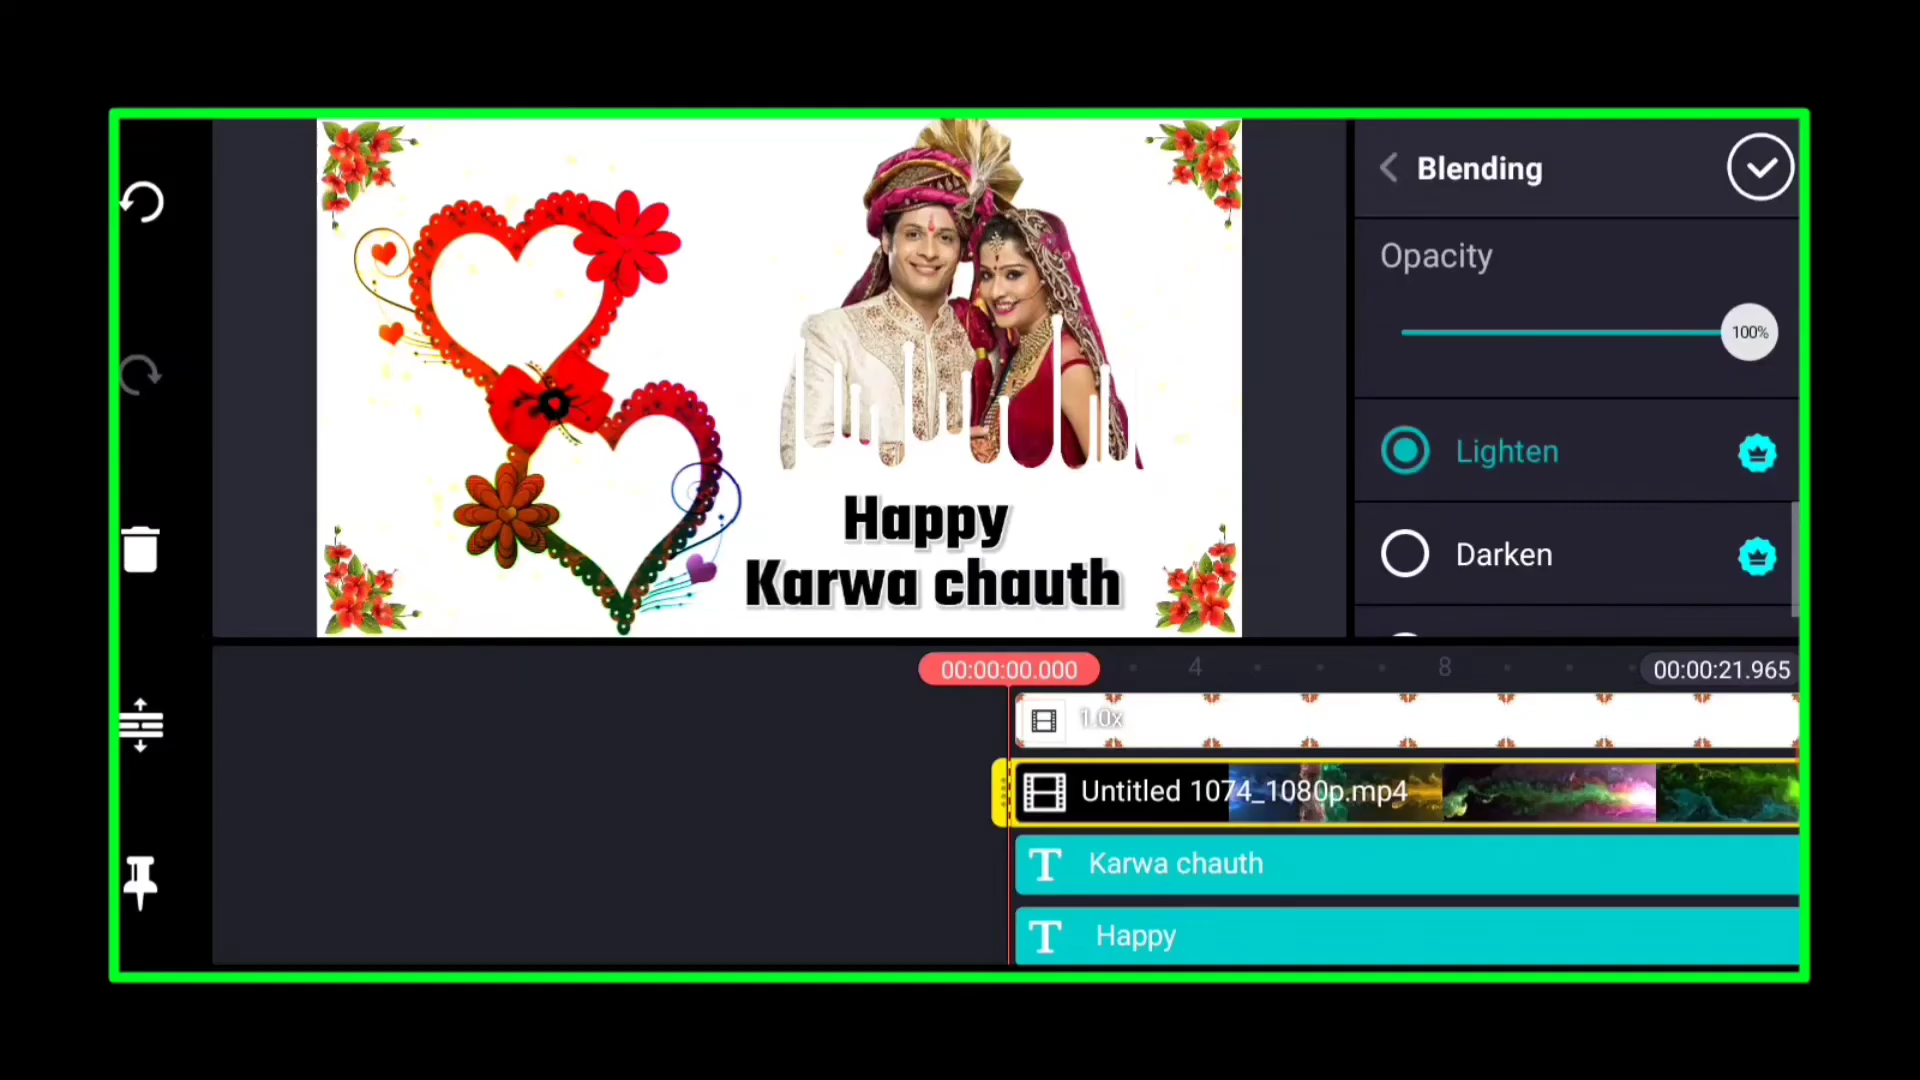 Blending
Opacity
100%
Lighten
Darken
Happy
Karwa chauth
00:00:00.000
4
8
00:00:21.965
1.0x
Untitled 1074_1080p.mp4
T Karwa chauth
T Happy